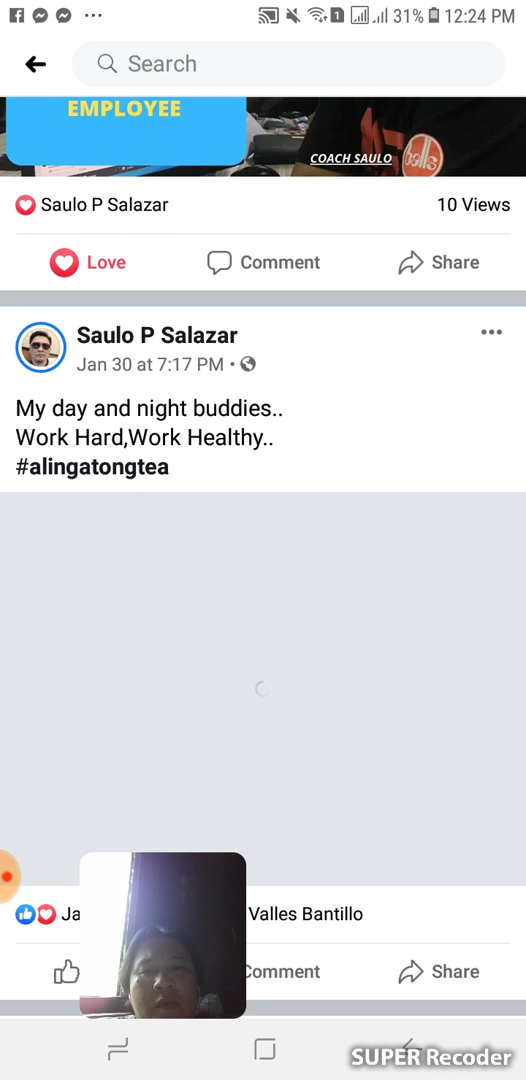 31% 12:24 PM
Search
EMPLOYEE
COACH SAULO
balls
Saulo P Salazar 10 Views
Love Comment Share
Saulo P Salazar
Jan 30 at 7:17 PM
My day and night buddies..
Work Hard,Work Healthy..
#alingatongtea
Ja Valles Bantillo
Comment Share
SUPER Recoder